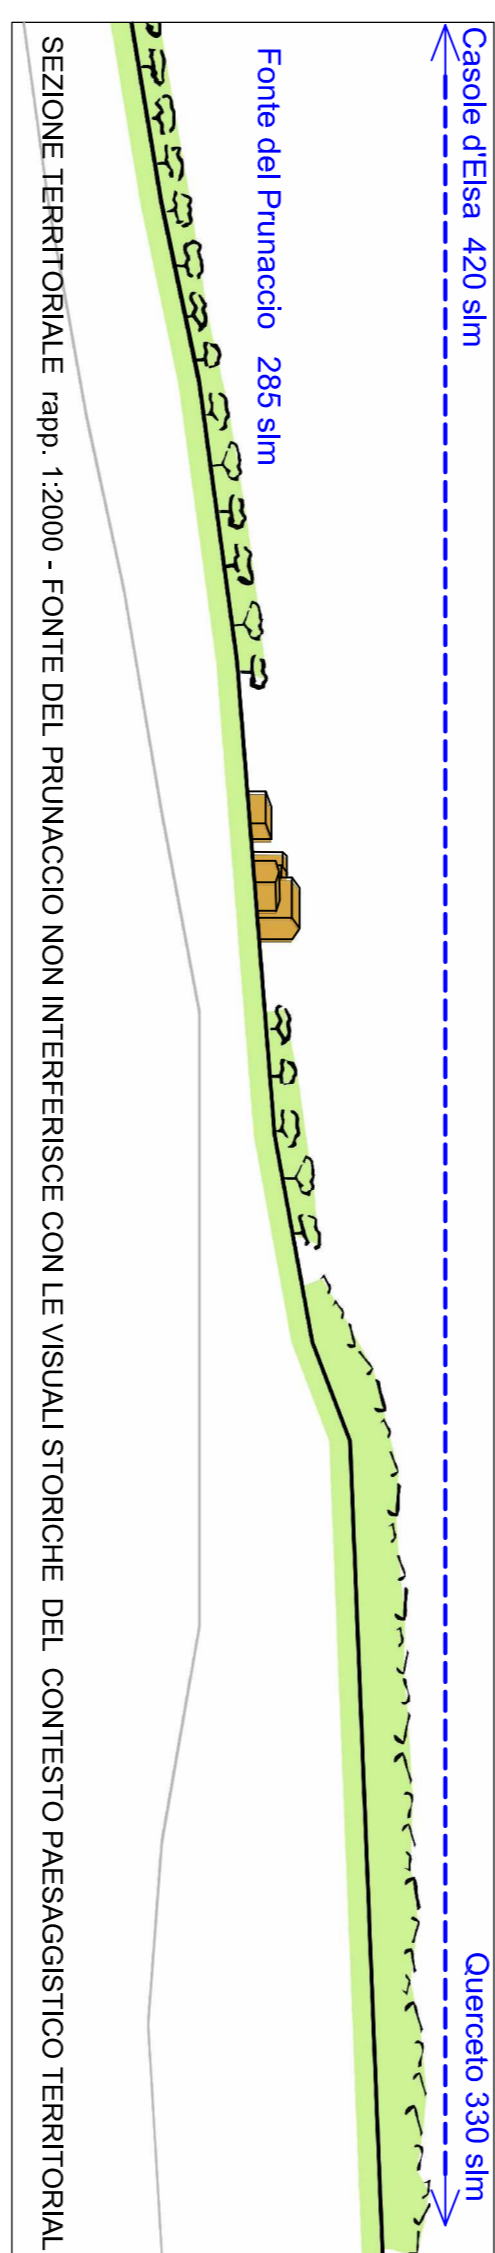 Casole d'Elsa 420 slm
Querceto 330 slm
Fonte del Prunaccio 285 slm
SEZIONE TERRITORIALE rapp. 1:2000 - FONTE DEL PRUNACCIO NON INTERFERISCE CON LE VISUALI STORICHE DEL CONTESTO PAESAGGISTICO TERRITORIAL